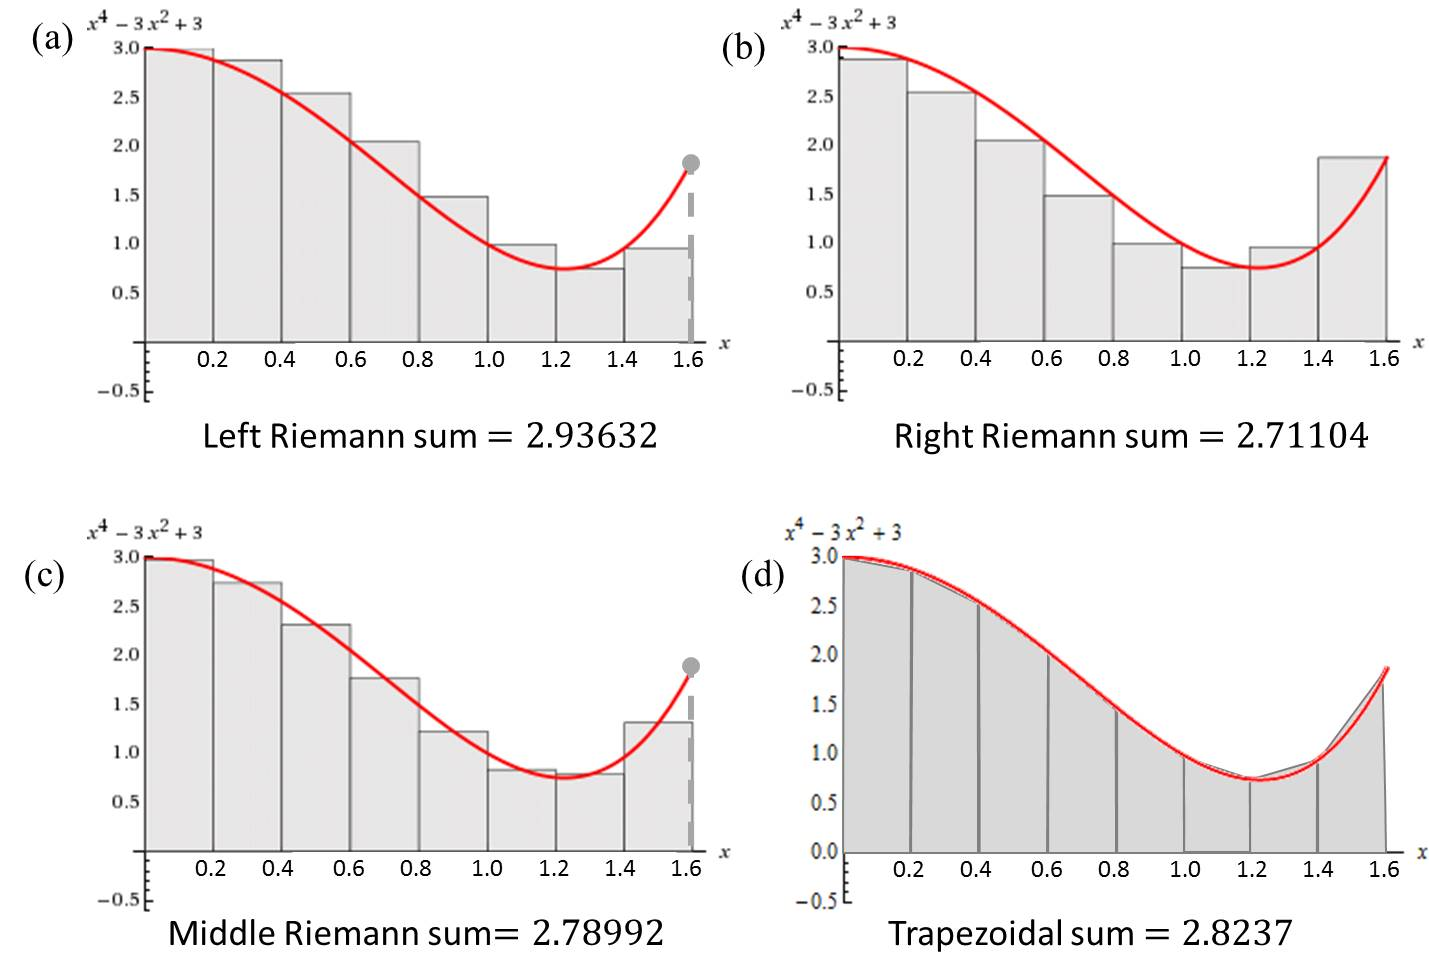 (a)
x⁴ − 3x² + 3
3.0
2.5
2.0
1.5
1.0
0.5
−0.5
0.2 0.4 0.6 0.8 1.0 1.2 1.4 1.6 x
Left Riemann sum = 2.93632
(b)
x⁴ − 3x² + 3
3.0
2.5
2.0
1.5
1.0
0.5
−0.5
0.2 0.4 0.6 0.8 1.0 1.2 1.4 1.6 x
Right Riemann sum = 2.71104
(c)
x⁴ − 3x² + 3
3.0
2.5
2.0
1.5
1.0
0.5
−0.5
0.2 0.4 0.6 0.8 1.0 1.2 1.4 1.6 x
Middle Riemann sum= 2.78992
(d)
x⁴ − 3x² + 3
3.0
2.5
2.0
1.5
1.0
0.5
0.0
−0.5
0.2 0.4 0.6 0.8 1.0 1.2 1.4 1.6 x
Trapezoidal sum = 2.8237